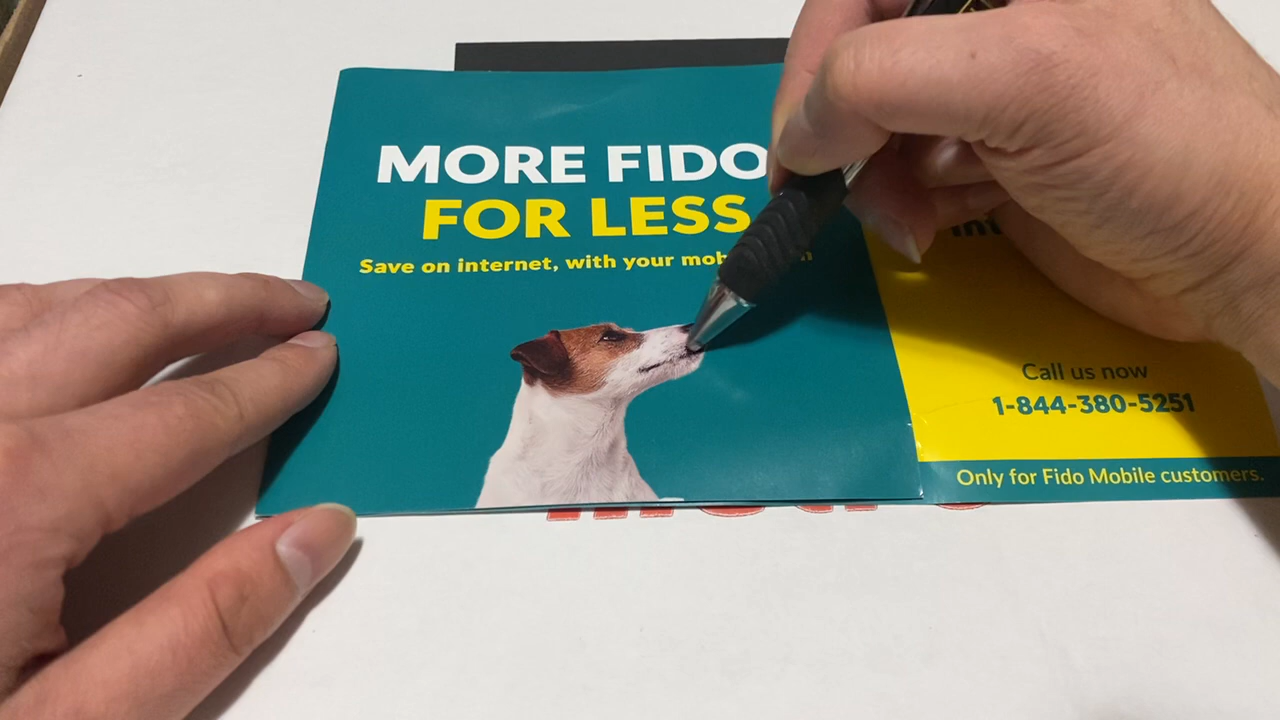 MORE FIDO
FOR LESS
Save on internet, with your
Call us now
1-844-380-5251
Only for Fido Mobile customers.